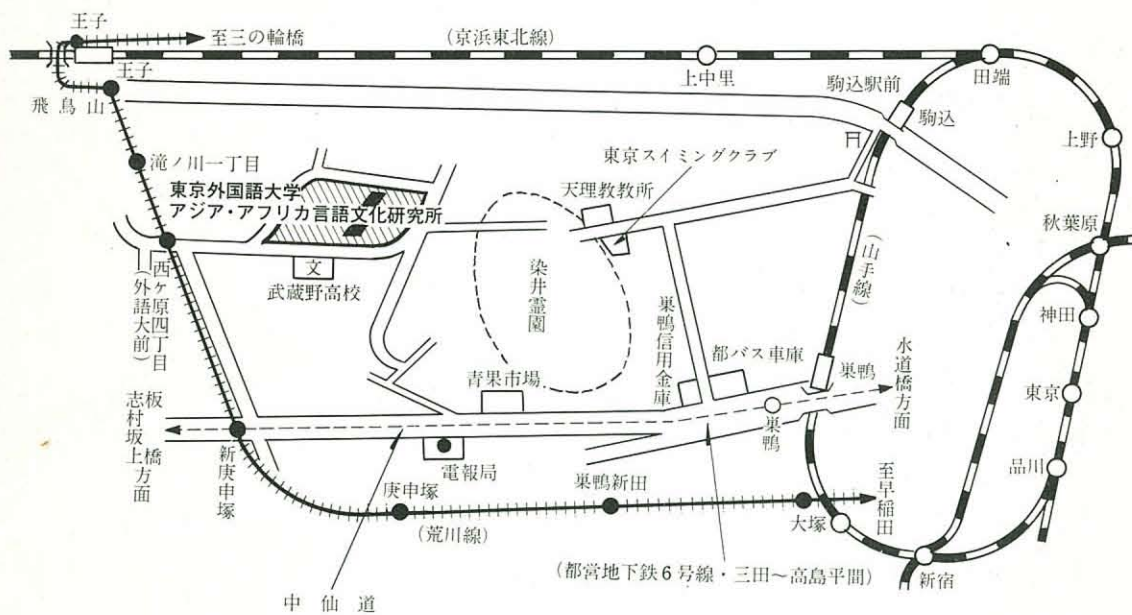 王子
至三の輪橋
(京浜東北線)
王子
上中里
田端
飛鳥山
駒込駅前
駒込
上野
滝ノ川一丁目
東京スイミングクラブ
東京外国語大学
アジア・アフリカ言語文化研究所
天理教教所
秋葉原
(山手線)
西ヶ原四丁目
(外語大前)
文
武蔵野高校
染井霊園
神田
巣鴨信用金庫
都バス車庫
巣鴨
水道橋方面
青果市場
東京
志村坂上
板橋方面
巣鴨
新庚申塚
電報局
品川
庚申塚
巣鴨新田
大塚
至早稲田
(荒川線)
(都営地下鉄6号線・三田〜高島平間)
新宿
中仙道